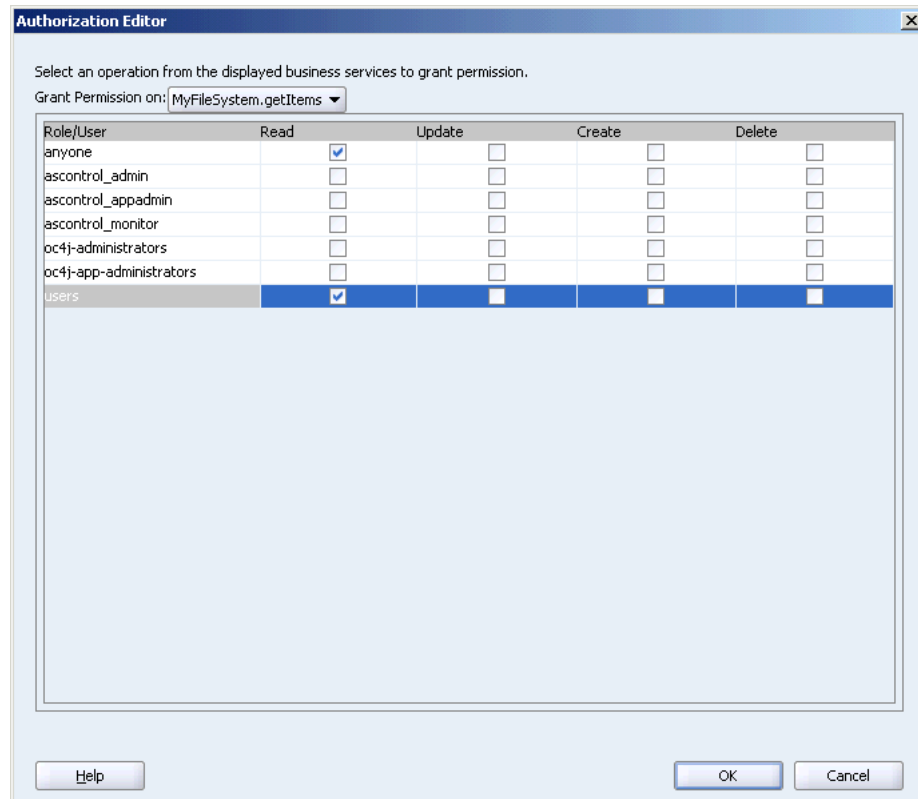 Authorization Editor
Select an operation from the displayed business services to grant permission.
Grant Permission on: MyFileSystem.getItems
Role/User Read Update Create Delete
anyone
ascontrol_admin
ascontrol_appadmin
ascontrol_monitor
oc4j-administrators
oc4j-app-administrators
users
Help OK Cancel